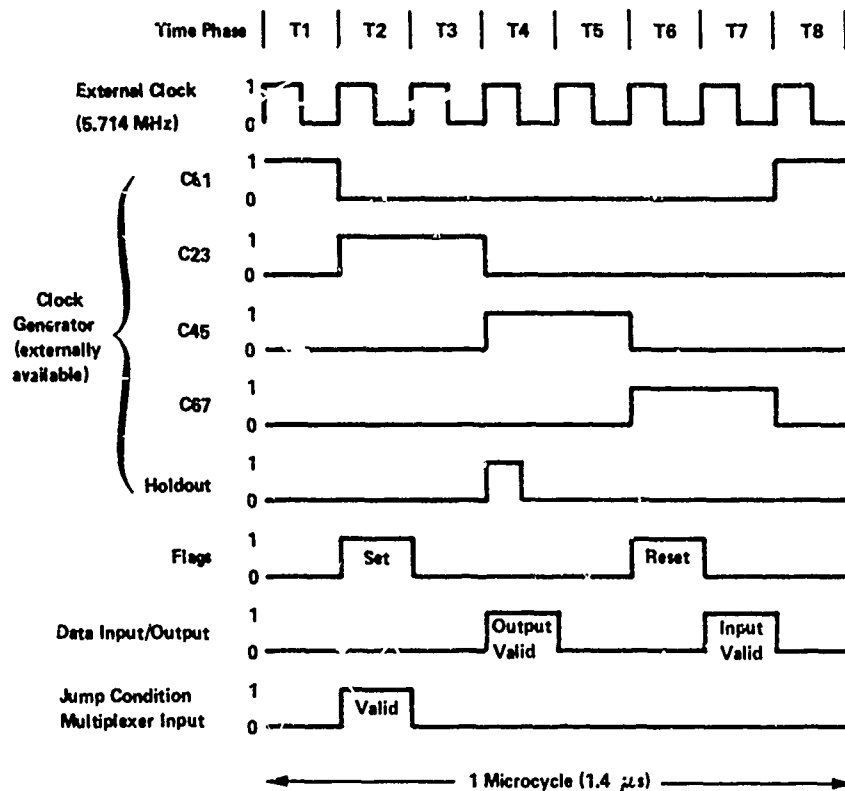 Time Phase | T1 | T2 | T3 | T4 | T5 | T6 | T7 | T8
External Clock
(5.714 MHz)
1
0
C81
1
0
C23
1
0
Clock
Generator
(externally
available)
C45
1
0
C67
1
0
Holdout
1
0
Flags
1
0
Set
Reset
Data Input/Output
1
0
Output
Valid
Input
Valid
Jump Condition
Multiplexer Input
1
0
Valid
1 Microcycle (1.4 μs)